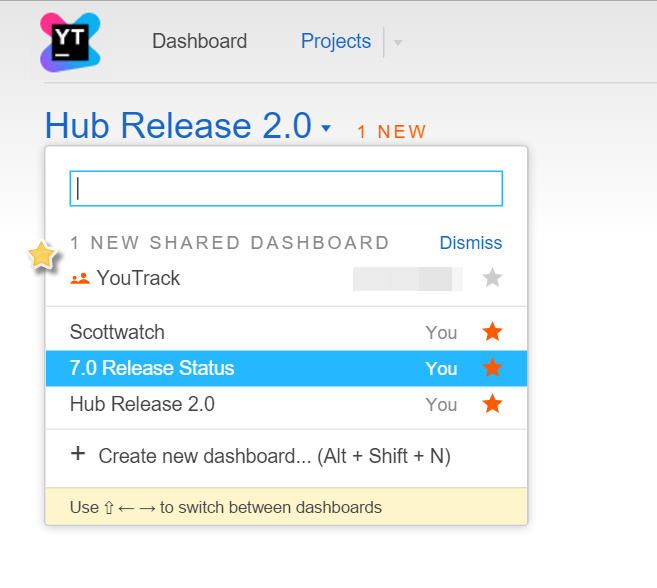 YT
Dashboard Projects
Hub Release 2.0 1 NEW
1 NEW SHARED DASHBOARD Dismiss
YouTrack
Scottwatch You
7.0 Release Status You
Hub Release 2.0 You
+ Create new dashboard... (Alt + Shift + N)
Use ⇧ ← → to switch between dashboards